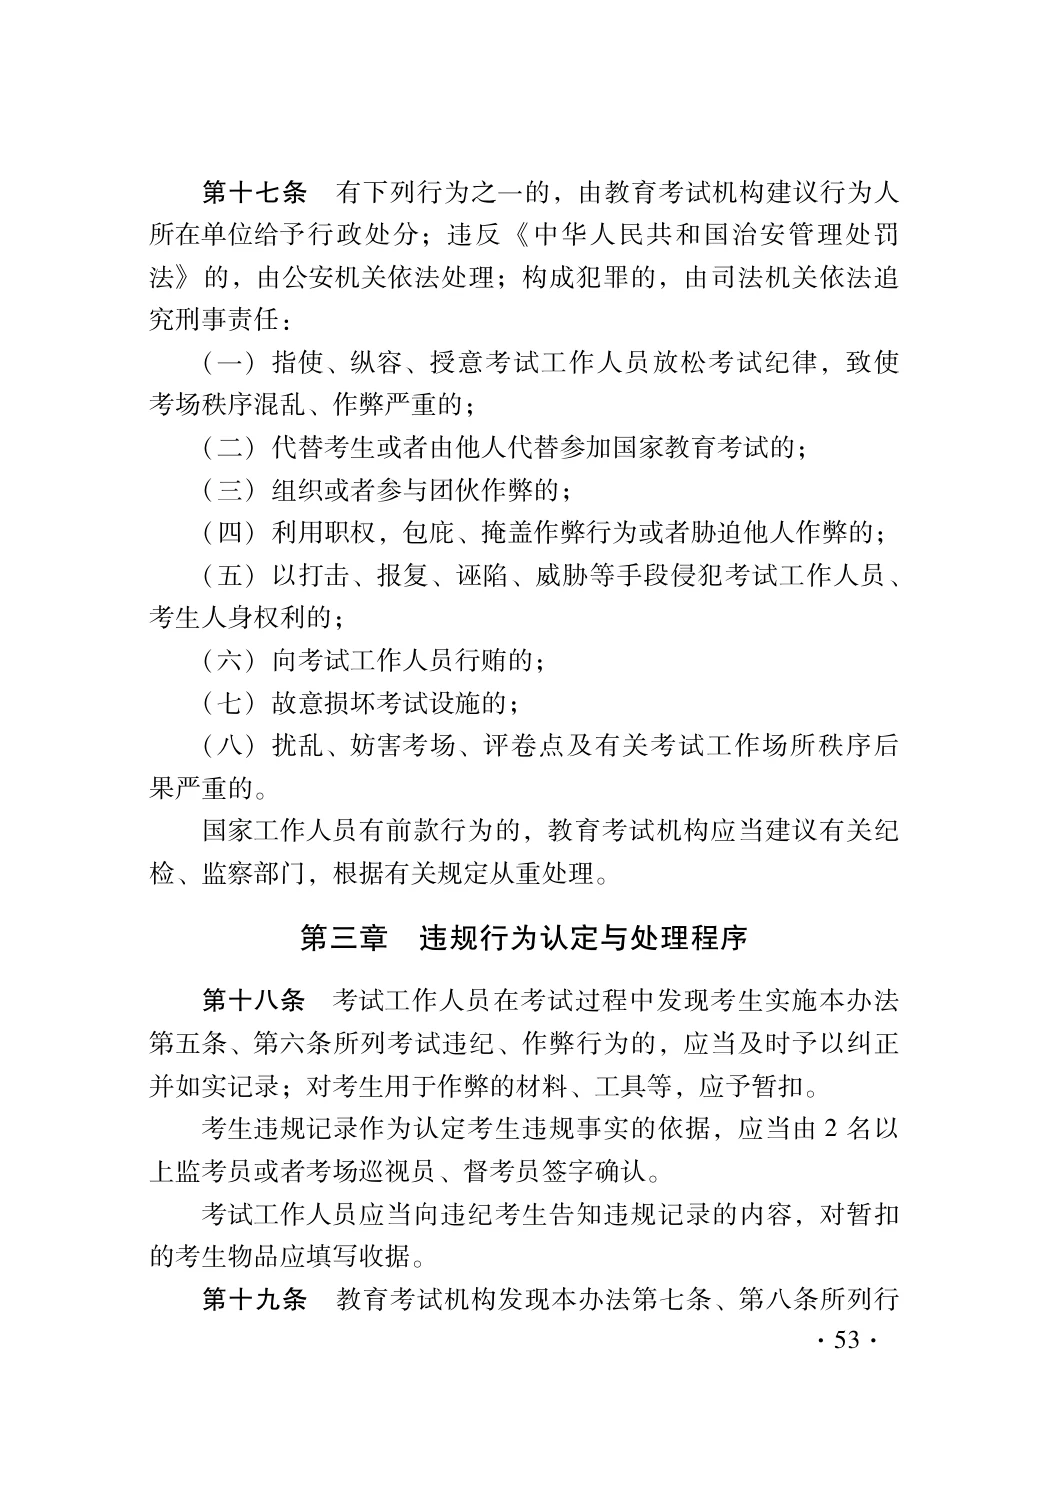 第十七条　有下列行为之一的，由教育考试机构建议行为人
所在单位给予行政处分；违反《中华人民共和国治安管理处罚
法》的，由公安机关依法处理；构成犯罪的，由司法机关依法追
究刑事责任：
（一）指使、纵容、授意考试工作人员放松考试纪律，致使
考场秩序混乱、作弊严重的；
（二）代替考生或者由他人代替参加国家教育考试的；
（三）组织或者参与团伙作弊的；
（四）利用职权，包庇、掩盖作弊行为或者胁迫他人作弊的；
（五）以打击、报复、诬陷、威胁等手段侵犯考试工作人员、
考生人身权利的；
（六）向考试工作人员行贿的；
（七）故意损坏考试设施的；
（八）扰乱、妨害考场、评卷点及有关考试工作场所秩序后
果严重的。
国家工作人员有前款行为的，教育考试机构应当建议有关纪
检、监察部门，根据有关规定从重处理。
第三章　违规行为认定与处理程序
第十八条　考试工作人员在考试过程中发现考生实施本办法
第五条、第六条所列考试违纪、作弊行为的，应当及时予以纠正
并如实记录；对考生用于作弊的材料、工具等，应予暂扣。
考生违规记录作为认定考生违规事实的依据，应当由 2 名以
上监考员或者考场巡视员、督考员签字确认。
考试工作人员应当向违纪考生告知违规记录的内容，对暂扣
的考生物品应填写收据。
第十九条　教育考试机构发现本办法第七条、第八条所列行
· 53 ·